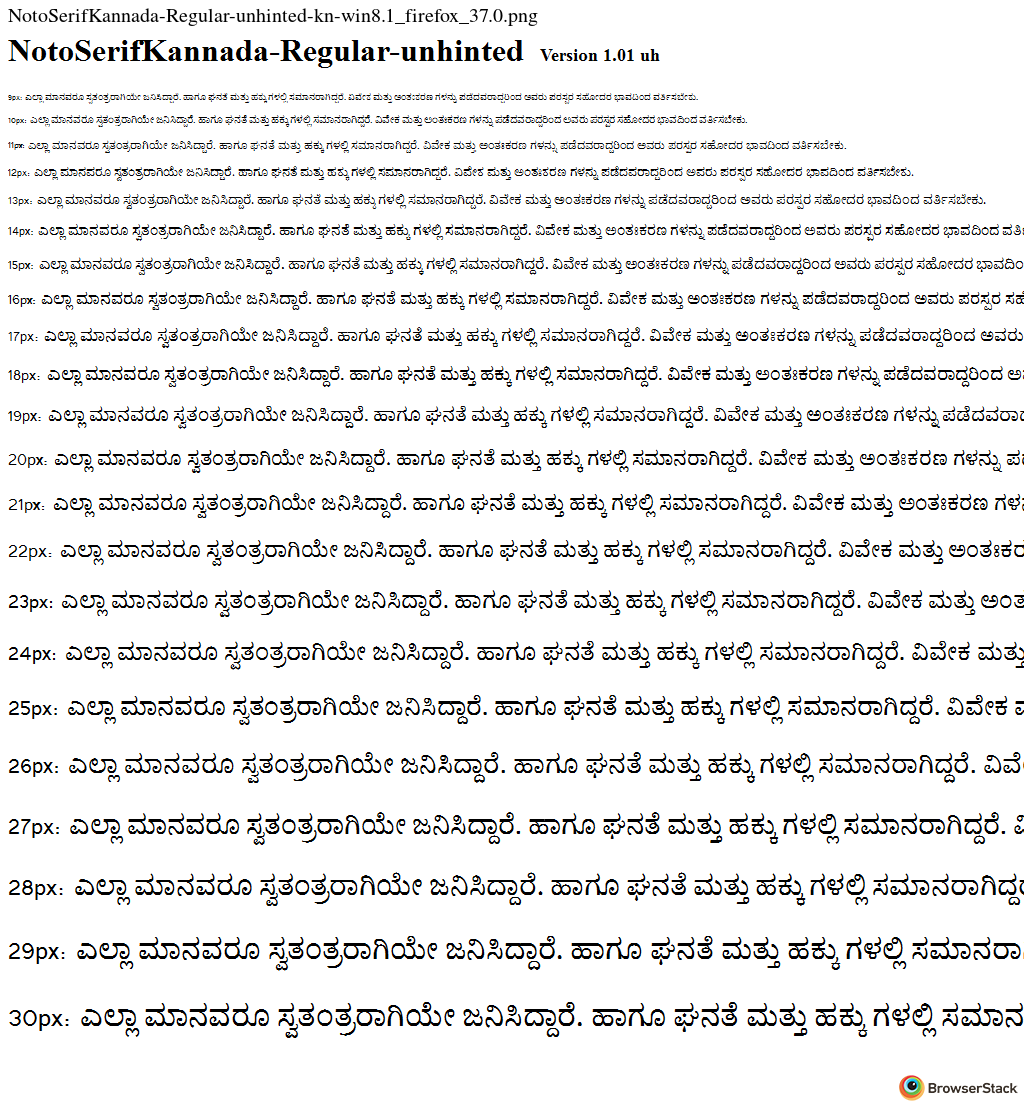 NotoSerifKannada-Regular-unhinted-kn-win8.1_firefox_37.0.png
NotoSerifKannada-Regular-unhinted Version 1.01 uh
9px: ಎಲ್ಲಾ ಮಾನವರೂ ಸ್ವತಂತ್ರರಾಗಿಯೇ ಜನಿಸಿದ್ದಾರೆ. ಹಾಗೂ ಘನತೆ ಮತ್ತು ಹಕ್ಕು ಗಳಲ್ಲಿ ಸಮಾನರಾಗಿದ್ದರೆ. ವಿವೇಕ ಮತ್ತು ಅಂತಃಕರಣ ಗಳನ್ನು ಪಡೆದವರಾದ್ದರಿಂದ ಅವರು ಪರಸ್ಪರ ಸಹೋದರ ಭಾವದಿಂದ ವರ್ತಿಸಬೇಕು.
10px: ಎಲ್ಲಾ ಮಾನವರೂ ಸ್ವತಂತ್ರರಾಗಿಯೇ ಜನಿಸಿದ್ದಾರೆ. ಹಾಗೂ ಘನತೆ ಮತ್ತು ಹಕ್ಕು ಗಳಲ್ಲಿ ಸಮಾನರಾಗಿದ್ದರೆ. ವಿವೇಕ ಮತ್ತು ಅಂತಃಕರಣ ಗಳನ್ನು ಪಡೆದವರಾದ್ದರಿಂದ ಅವರು ಪರಸ್ಪರ ಸಹೋದರ ಭಾವದಿಂದ ವರ್ತಿಸಬೇಕು.
11px: ಎಲ್ಲಾ ಮಾನವರೂ ಸ್ವತಂತ್ರರಾಗಿಯೇ ಜನಿಸಿದ್ದಾರೆ. ಹಾಗೂ ಘನತೆ ಮತ್ತು ಹಕ್ಕು ಗಳಲ್ಲಿ ಸಮಾನರಾಗಿದ್ದರೆ. ವಿವೇಕ ಮತ್ತು ಅಂತಃಕರಣ ಗಳನ್ನು ಪಡೆದವರಾದ್ದರಿಂದ ಅವರು ಪರಸ್ಪರ ಸಹೋದರ ಭಾವದಿಂದ ವರ್ತಿಸಬೇಕು.
12px: ಎಲ್ಲಾ ಮಾನವರೂ ಸ್ವತಂತ್ರರಾಗಿಯೇ ಜನಿಸಿದ್ದಾರೆ. ಹಾಗೂ ಘನತೆ ಮತ್ತು ಹಕ್ಕು ಗಳಲ್ಲಿ ಸಮಾನರಾಗಿದ್ದರೆ. ವಿವೇಕ ಮತ್ತು ಅಂತಃಕರಣ ಗಳನ್ನು ಪಡೆದವರಾದ್ದರಿಂದ ಅವರು ಪರಸ್ಪರ ಸಹೋದರ ಭಾವದಿಂದ ವರ್ತಿಸಬೇಕು.
13px: ಎಲ್ಲಾ ಮಾನವರೂ ಸ್ವತಂತ್ರರಾಗಿಯೇ ಜನಿಸಿದ್ದಾರೆ. ಹಾಗೂ ಘನತೆ ಮತ್ತು ಹಕ್ಕು ಗಳಲ್ಲಿ ಸಮಾನರಾಗಿದ್ದರೆ. ವಿವೇಕ ಮತ್ತು ಅಂತಃಕರಣ ಗಳನ್ನು ಪಡೆದವರಾದ್ದರಿಂದ ಅವರು ಪರಸ್ಪರ ಸಹೋದರ ಭಾವದಿಂದ ವರ್ತಿಸಬೇಕು.
14px: ಎಲ್ಲಾ ಮಾನವರೂ ಸ್ವತಂತ್ರರಾಗಿಯೇ ಜನಿಸಿದ್ದಾರೆ. ಹಾಗೂ ಘನತೆ ಮತ್ತು ಹಕ್ಕು ಗಳಲ್ಲಿ ಸಮಾನರಾಗಿದ್ದರೆ. ವಿವೇಕ ಮತ್ತು ಅಂತಃಕರಣ ಗಳನ್ನು ಪಡೆದವರಾದ್ದರಿಂದ ಅವರು ಪರಸ್ಪರ ಸಹೋದರ ಭಾವದಿಂದ
15px: ಎಲ್ಲಾ ಮಾನವರೂ ಸ್ವತಂತ್ರರಾಗಿಯೇ ಜನಿಸಿದ್ದಾರೆ. ಹಾಗೂ ಘನತೆ ಮತ್ತು ಹಕ್ಕು ಗಳಲ್ಲಿ ಸಮಾನರಾಗಿದ್ದರೆ. ವಿವೇಕ ಮತ್ತು ಅಂತಃಕರಣ ಗಳನ್ನು ಪಡೆದವರಾದ್ದರಿಂದ ಅವರು ಪರಸ್ಪರ ಸಹೋದರ
16px: ಎಲ್ಲಾ ಮಾನವರೂ ಸ್ವತಂತ್ರರಾಗಿಯೇ ಜನಿಸಿದ್ದಾರೆ. ಹಾಗೂ ಘನತೆ ಮತ್ತು ಹಕ್ಕು ಗಳಲ್ಲಿ ಸಮಾನರಾಗಿದ್ದರೆ. ವಿವೇಕ ಮತ್ತು ಅಂತಃಕರಣ ಗಳನ್ನು ಪಡೆದವರಾದ್ದರಿಂದ ಅವರು ಪರಸ್ಪರ
17px: ಎಲ್ಲಾ ಮಾನವರೂ ಸ್ವತಂತ್ರರಾಗಿಯೇ ಜನಿಸಿದ್ದಾರೆ. ಹಾಗೂ ಘನತೆ ಮತ್ತು ಹಕ್ಕು ಗಳಲ್ಲಿ ಸಮಾನರಾಗಿದ್ದರೆ. ವಿವೇಕ ಮತ್ತು ಅಂತಃಕರಣ ಗಳನ್ನು ಪಡೆದವರಾದ್ದರಿಂದ ಅವರು
18px: ಎಲ್ಲಾ ಮಾನವರೂ ಸ್ವತಂತ್ರರಾಗಿಯೇ ಜನಿಸಿದ್ದಾರೆ. ಹಾಗೂ ಘನತೆ ಮತ್ತು ಹಕ್ಕು ಗಳಲ್ಲಿ ಸಮಾನರಾಗಿದ್ದರೆ. ವಿವೇಕ ಮತ್ತು ಅಂತಃಕರಣ ಗಳನ್ನು ಪಡೆದವರಾದ್ದರಿಂದ
19px: ಎಲ್ಲಾ ಮಾನವರೂ ಸ್ವತಂತ್ರರಾಗಿಯೇ ಜನಿಸಿದ್ದಾರೆ. ಹಾಗೂ ಘನತೆ ಮತ್ತು ಹಕ್ಕು ಗಳಲ್ಲಿ ಸಮಾನರಾಗಿದ್ದರೆ. ವಿವೇಕ ಮತ್ತು ಅಂತಃಕರಣ ಗಳನ್ನು
20px: ಎಲ್ಲಾ ಮಾನವರೂ ಸ್ವತಂತ್ರರಾಗಿಯೇ ಜನಿಸಿದ್ದಾರೆ. ಹಾಗೂ ಘನತೆ ಮತ್ತು ಹಕ್ಕು ಗಳಲ್ಲಿ ಸಮಾನರಾಗಿದ್ದರೆ. ವಿವೇಕ ಮತ್ತು ಅಂತಃಕರಣ ಗಳನ್ನು
21px: ಎಲ್ಲಾ ಮಾನವರೂ ಸ್ವತಂತ್ರರಾಗಿಯೇ ಜನಿಸಿದ್ದಾರೆ. ಹಾಗೂ ಘನತೆ ಮತ್ತು ಹಕ್ಕು ಗಳಲ್ಲಿ ಸಮಾನರಾಗಿದ್ದರೆ. ವಿವೇಕ ಮತ್ತು ಅಂತಃಕರಣ
22px: ಎಲ್ಲಾ ಮಾನವರೂ ಸ್ವತಂತ್ರರಾಗಿಯೇ ಜನಿಸಿದ್ದಾರೆ. ಹಾಗೂ ಘನತೆ ಮತ್ತು ಹಕ್ಕು ಗಳಲ್ಲಿ ಸಮಾನರಾಗಿದ್ದರೆ. ವಿವೇಕ ಮತ್ತು
23px: ಎಲ್ಲಾ ಮಾನವರೂ ಸ್ವತಂತ್ರರಾಗಿಯೇ ಜನಿಸಿದ್ದಾರೆ. ಹಾಗೂ ಘನತೆ ಮತ್ತು ಹಕ್ಕು ಗಳಲ್ಲಿ ಸಮಾನರಾಗಿದ್ದರೆ. ವಿವೇಕ ಮತ್ತು
24px: ಎಲ್ಲಾ ಮಾನವರೂ ಸ್ವತಂತ್ರರಾಗಿಯೇ ಜನಿಸಿದ್ದಾರೆ. ಹಾಗೂ ಘನತೆ ಮತ್ತು ಹಕ್ಕು ಗಳಲ್ಲಿ ಸಮಾನರಾಗಿದ್ದರೆ. ವಿವೇಕ ಮತ್ತು
25px: ಎಲ್ಲಾ ಮಾನವರೂ ಸ್ವತಂತ್ರರಾಗಿಯೇ ಜನಿಸಿದ್ದಾರೆ. ಹಾಗೂ ಘನತೆ ಮತ್ತು ಹಕ್ಕು ಗಳಲ್ಲಿ ಸಮಾನರಾಗಿದ್ದರೆ. ವಿವೇಕ
26px: ಎಲ್ಲಾ ಮಾನವರೂ ಸ್ವತಂತ್ರರಾಗಿಯೇ ಜನಿಸಿದ್ದಾರೆ. ಹಾಗೂ ಘನತೆ ಮತ್ತು ಹಕ್ಕು ಗಳಲ್ಲಿ ಸಮಾನರಾಗಿದ್ದರೆ.
27px: ಎಲ್ಲಾ ಮಾನವರೂ ಸ್ವತಂತ್ರರಾಗಿಯೇ ಜನಿಸಿದ್ದಾರೆ. ಹಾಗೂ ಘನತೆ ಮತ್ತು ಹಕ್ಕು ಗಳಲ್ಲಿ ಸಮಾನರಾಗಿದ್ದರೆ.
28px: ಎಲ್ಲಾ ಮಾನವರೂ ಸ್ವತಂತ್ರರಾಗಿಯೇ ಜನಿಸಿದ್ದಾರೆ. ಹಾಗೂ ಘನತೆ ಮತ್ತು ಹಕ್ಕು ಗಳಲ್ಲಿ
29px: ಎಲ್ಲಾ ಮಾನವರೂ ಸ್ವತಂತ್ರರಾಗಿಯೇ ಜನಿಸಿದ್ದಾರೆ. ಹಾಗೂ ಘನತೆ ಮತ್ತು ಹಕ್ಕು ಗಳಲ್ಲಿ
30px: ಎಲ್ಲಾ ಮಾನವರೂ ಸ್ವತಂತ್ರರಾಗಿಯೇ ಜನಿಸಿದ್ದಾರೆ. ಹಾಗೂ ಘನತೆ ಮತ್ತು ಹಕ್ಕು ಗಳಲ್ಲಿ
BrowserStack